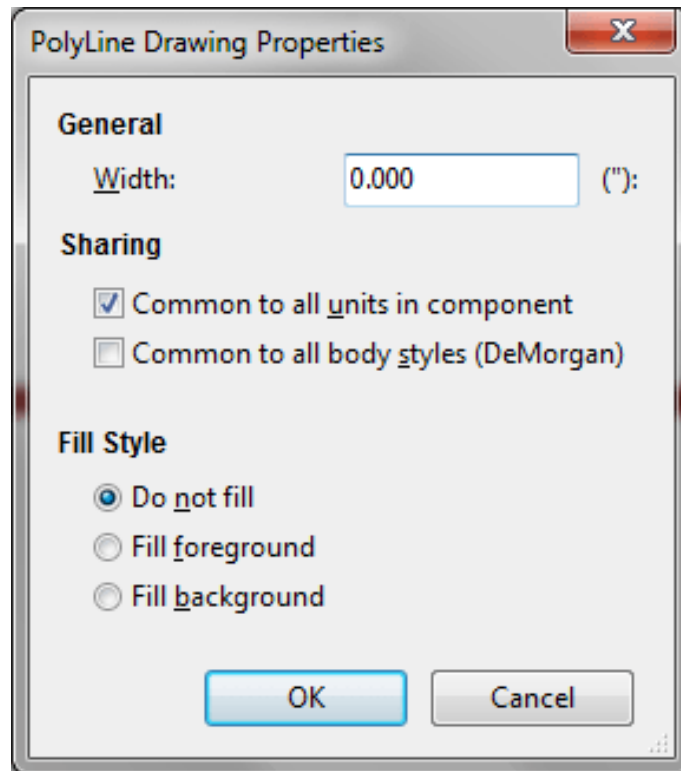 PolyLine Drawing Properties
General
Width: 0.000 ("):
Sharing
Common to all units in component
Common to all body styles (DeMorgan)
Fill Style
Do not fill
Fill foreground
Fill background
OK Cancel